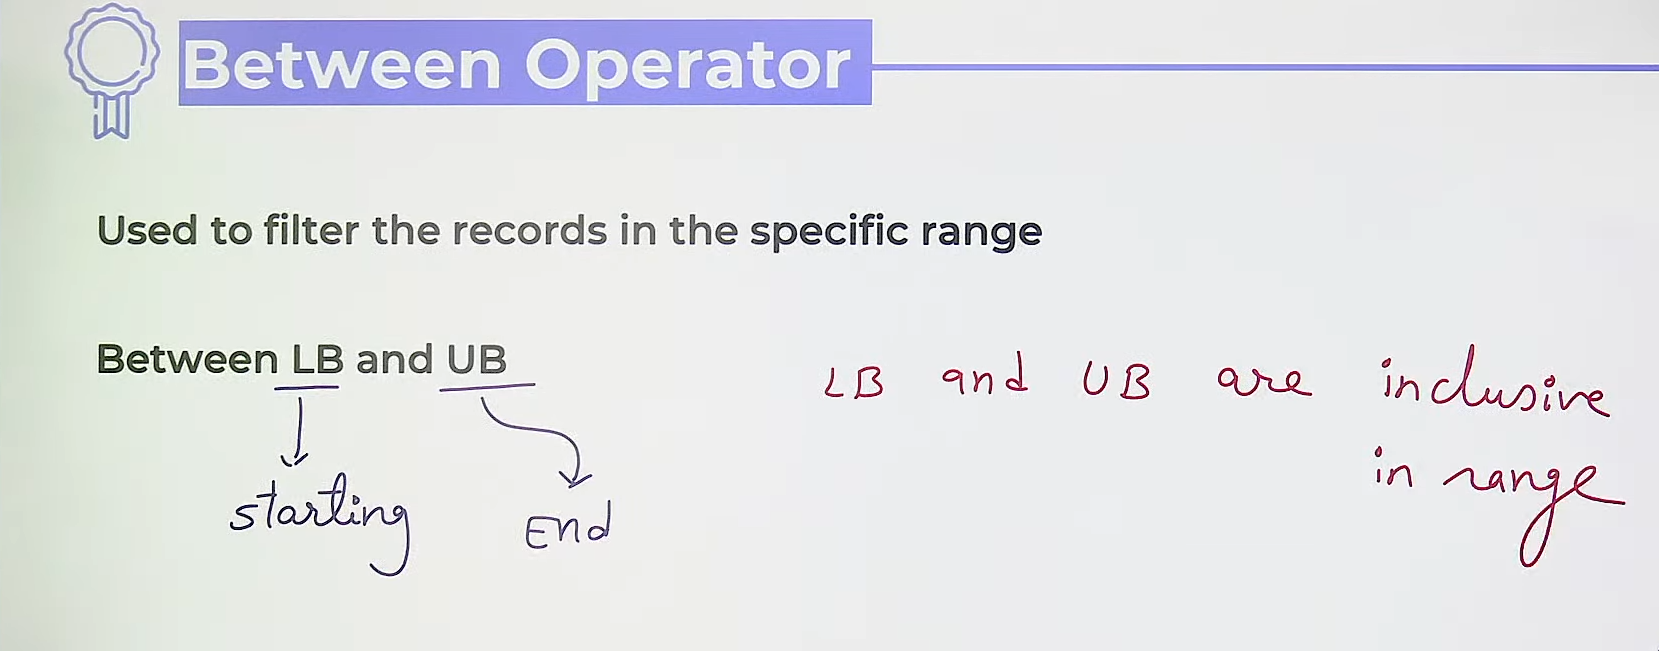 Between Operator
Used to filter the records in the specific range
Between LB and UB
LB and UB are inclusive
in range
starting
End